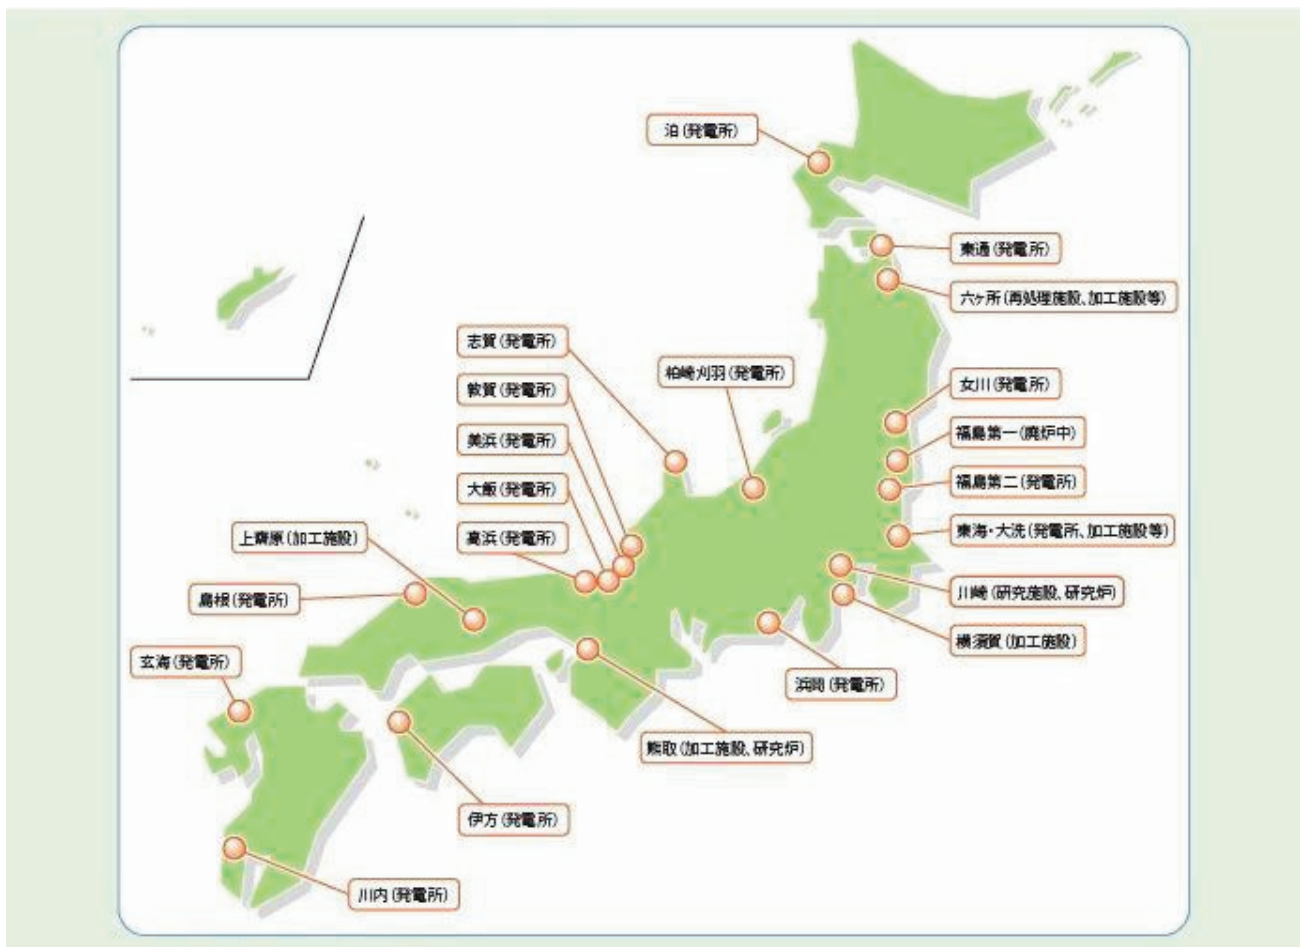 泊(発電所)
東通(発電所)
六ヶ所(再処理施設、加工施設等)
志賀(発電所)
柏崎刈羽(発電所)
敦賀(発電所)
女川(発電所)
美浜(発電所)
福島第一(廃炉中)
大飯(発電所)
福島第二(発電所)
高浜(発電所)
東海・大洗(発電所、加工施設等)
上齋原(加工施設)
島根(発電所)
川崎(研究施設、研究炉)
横須賀(加工施設)
玄海(発電所)
浜岡(発電所)
熊取(加工施設、研究炉)
伊方(発電所)
川内(発電所)